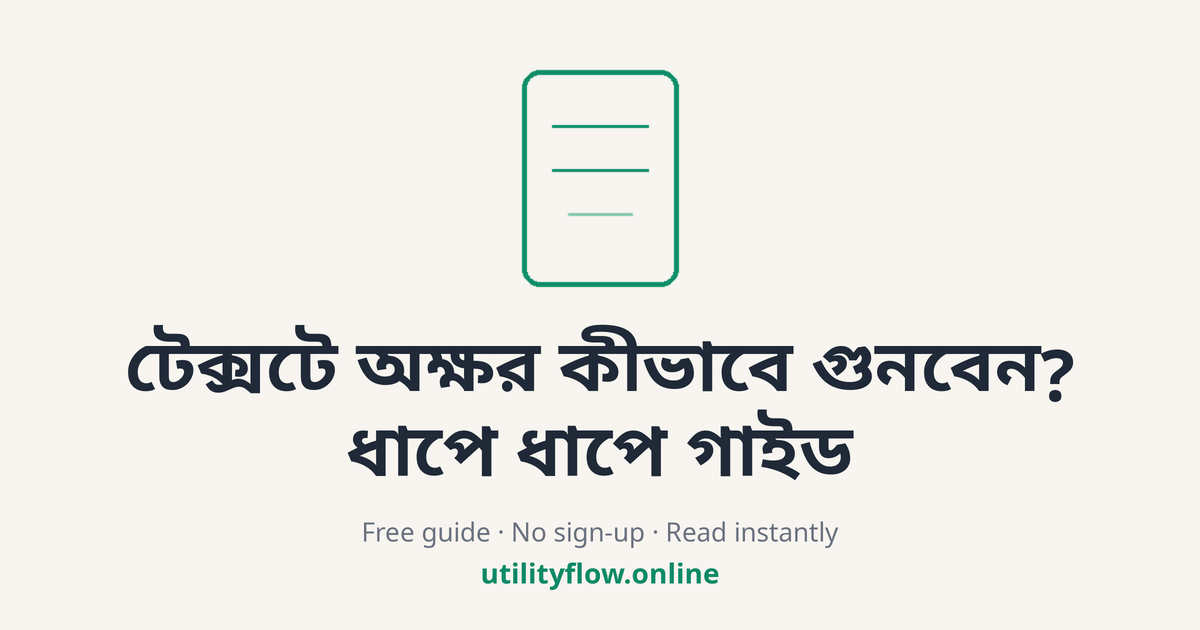 টেক্সটে অক্ষর কীভাবে গুনবেন?
ধাপে ধাপে গাইড
Free guide · No sign-up · Read instantly
utilityflow.online